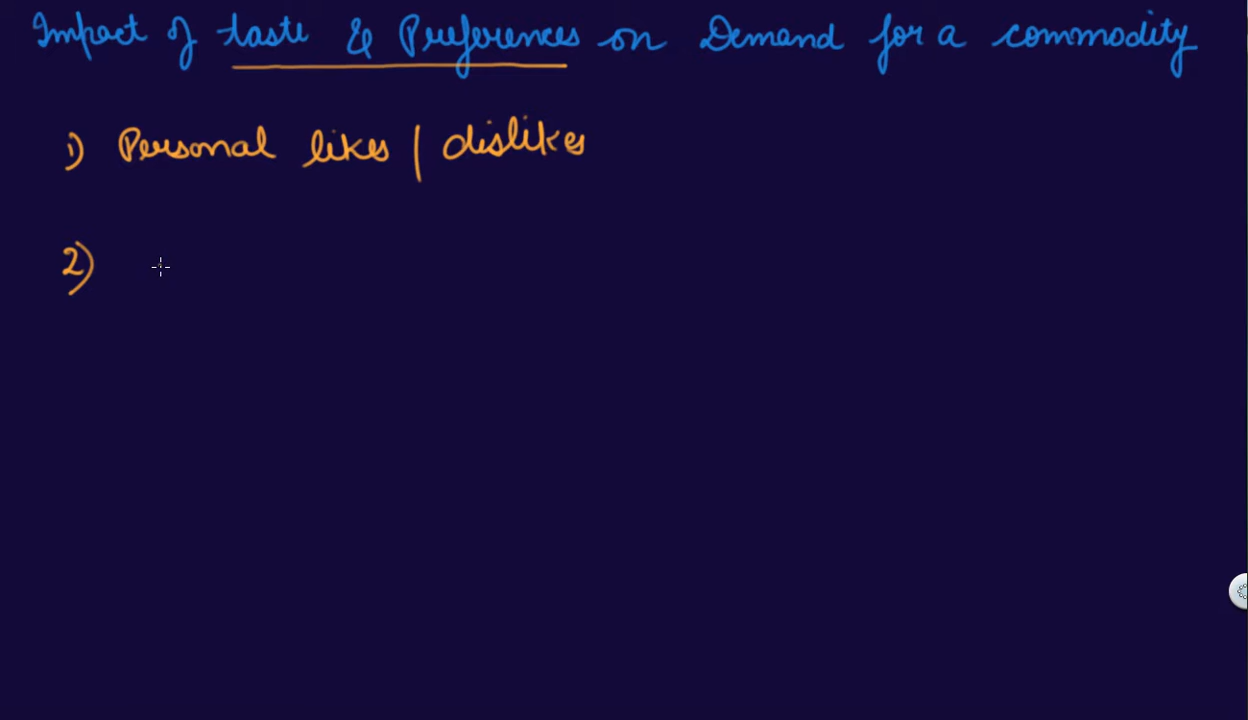 Impact of taste & Preferences on Demand for a commodity
1) Personal likes | dislikes
2)